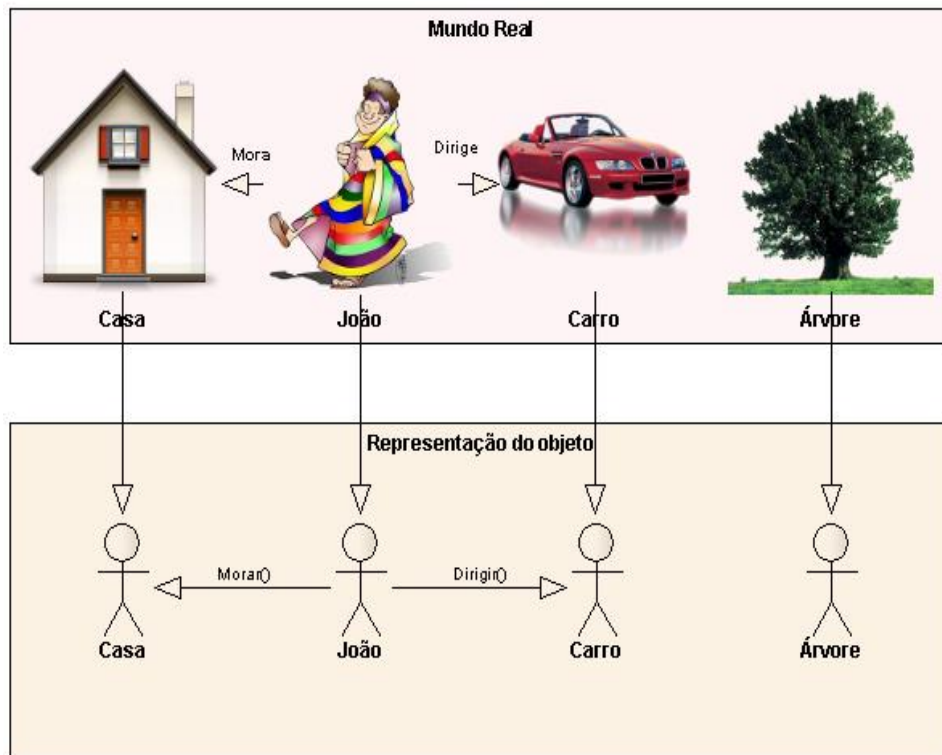 Mundo Real
Mora
Dirige
Casa
João
Carro
Árvore
Representação do objeto
Morar()
Dirigir()
Casa
João
Carro
Árvore